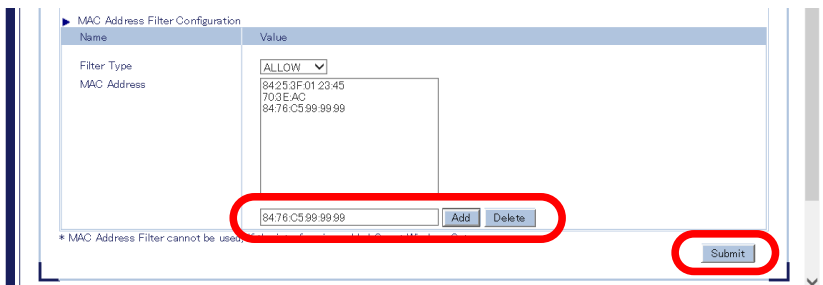 MAC Address Filter Configuration
Name Value
Filter Type ALLOW
MAC Address
84:25:3F:01:23:45
70:3E:AC
84:76:C5:99:99:99
84:76:C5:99:99:99 Add Delete
* MAC Address Filter cannot be used,
Submit